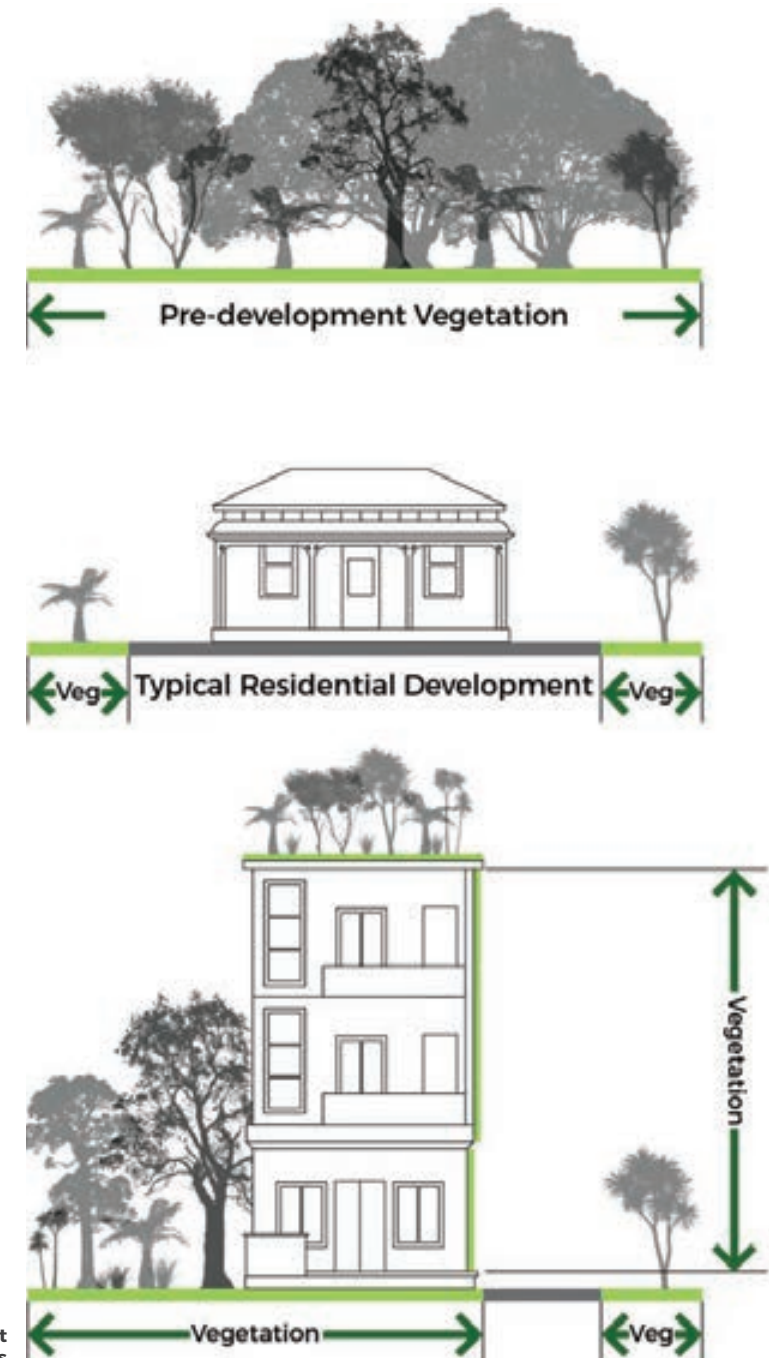 Pre-development Vegetation
Veg
Typical Residential Development
Veg
Vegetation
Vegetation
Veg
t
s